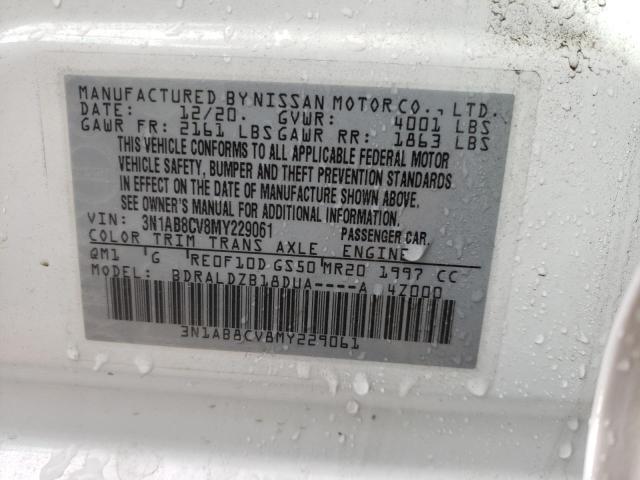 MANUFACTURED BY NISSAN MOTOR CO., LTD.
DATE: 12/20. GVWR: 4001 LBS
GAWR FR: 2161 LBS GAWR RR: 1863 LBS
THIS VEHICLE CONFORMS TO ALL APPLICABLE FEDERAL MOTOR
VEHICLE SAFETY, BUMPER AND THEFT PREVENTION STANDARDS
IN EFFECT ON THE DATE OF MANUFACTURE SHOWN ABOVE.
SEE OWNER'S MANUAL FOR ADDITIONAL INFORMATION.
VIN: 3N1AB8CV8MY229061 PASSENGER CAR.
COLOR TRIM TRANS AXLE ENGINE
QM1 G RE0F10D GS50 MR20 1997 CC
MODEL: BDRALDZB18DUA----A 4Z000
3N1AB8CV8MY229061